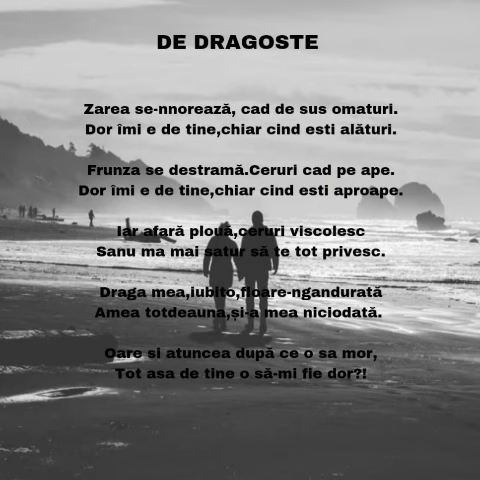 DE DRAGOSTE
Zarea se-nnorează, cad de sus omaturi.
Dor îmi e de tine,chiar cind esti alături.
Frunza se destramă.Ceruri cad pe ape.
Dor îmi e de tine,chiar cind esti aproape.
Iar afară plouă,ceruri viscolesc
Sanu ma mai satur să te tot privesc.
Draga mea,iubito,floare-ngandurată
Amea totdeauna,și-a mea niciodată.
Oare si atuncea după ce o sa mor,
Tot asa de tine o să-mi fie dor?!